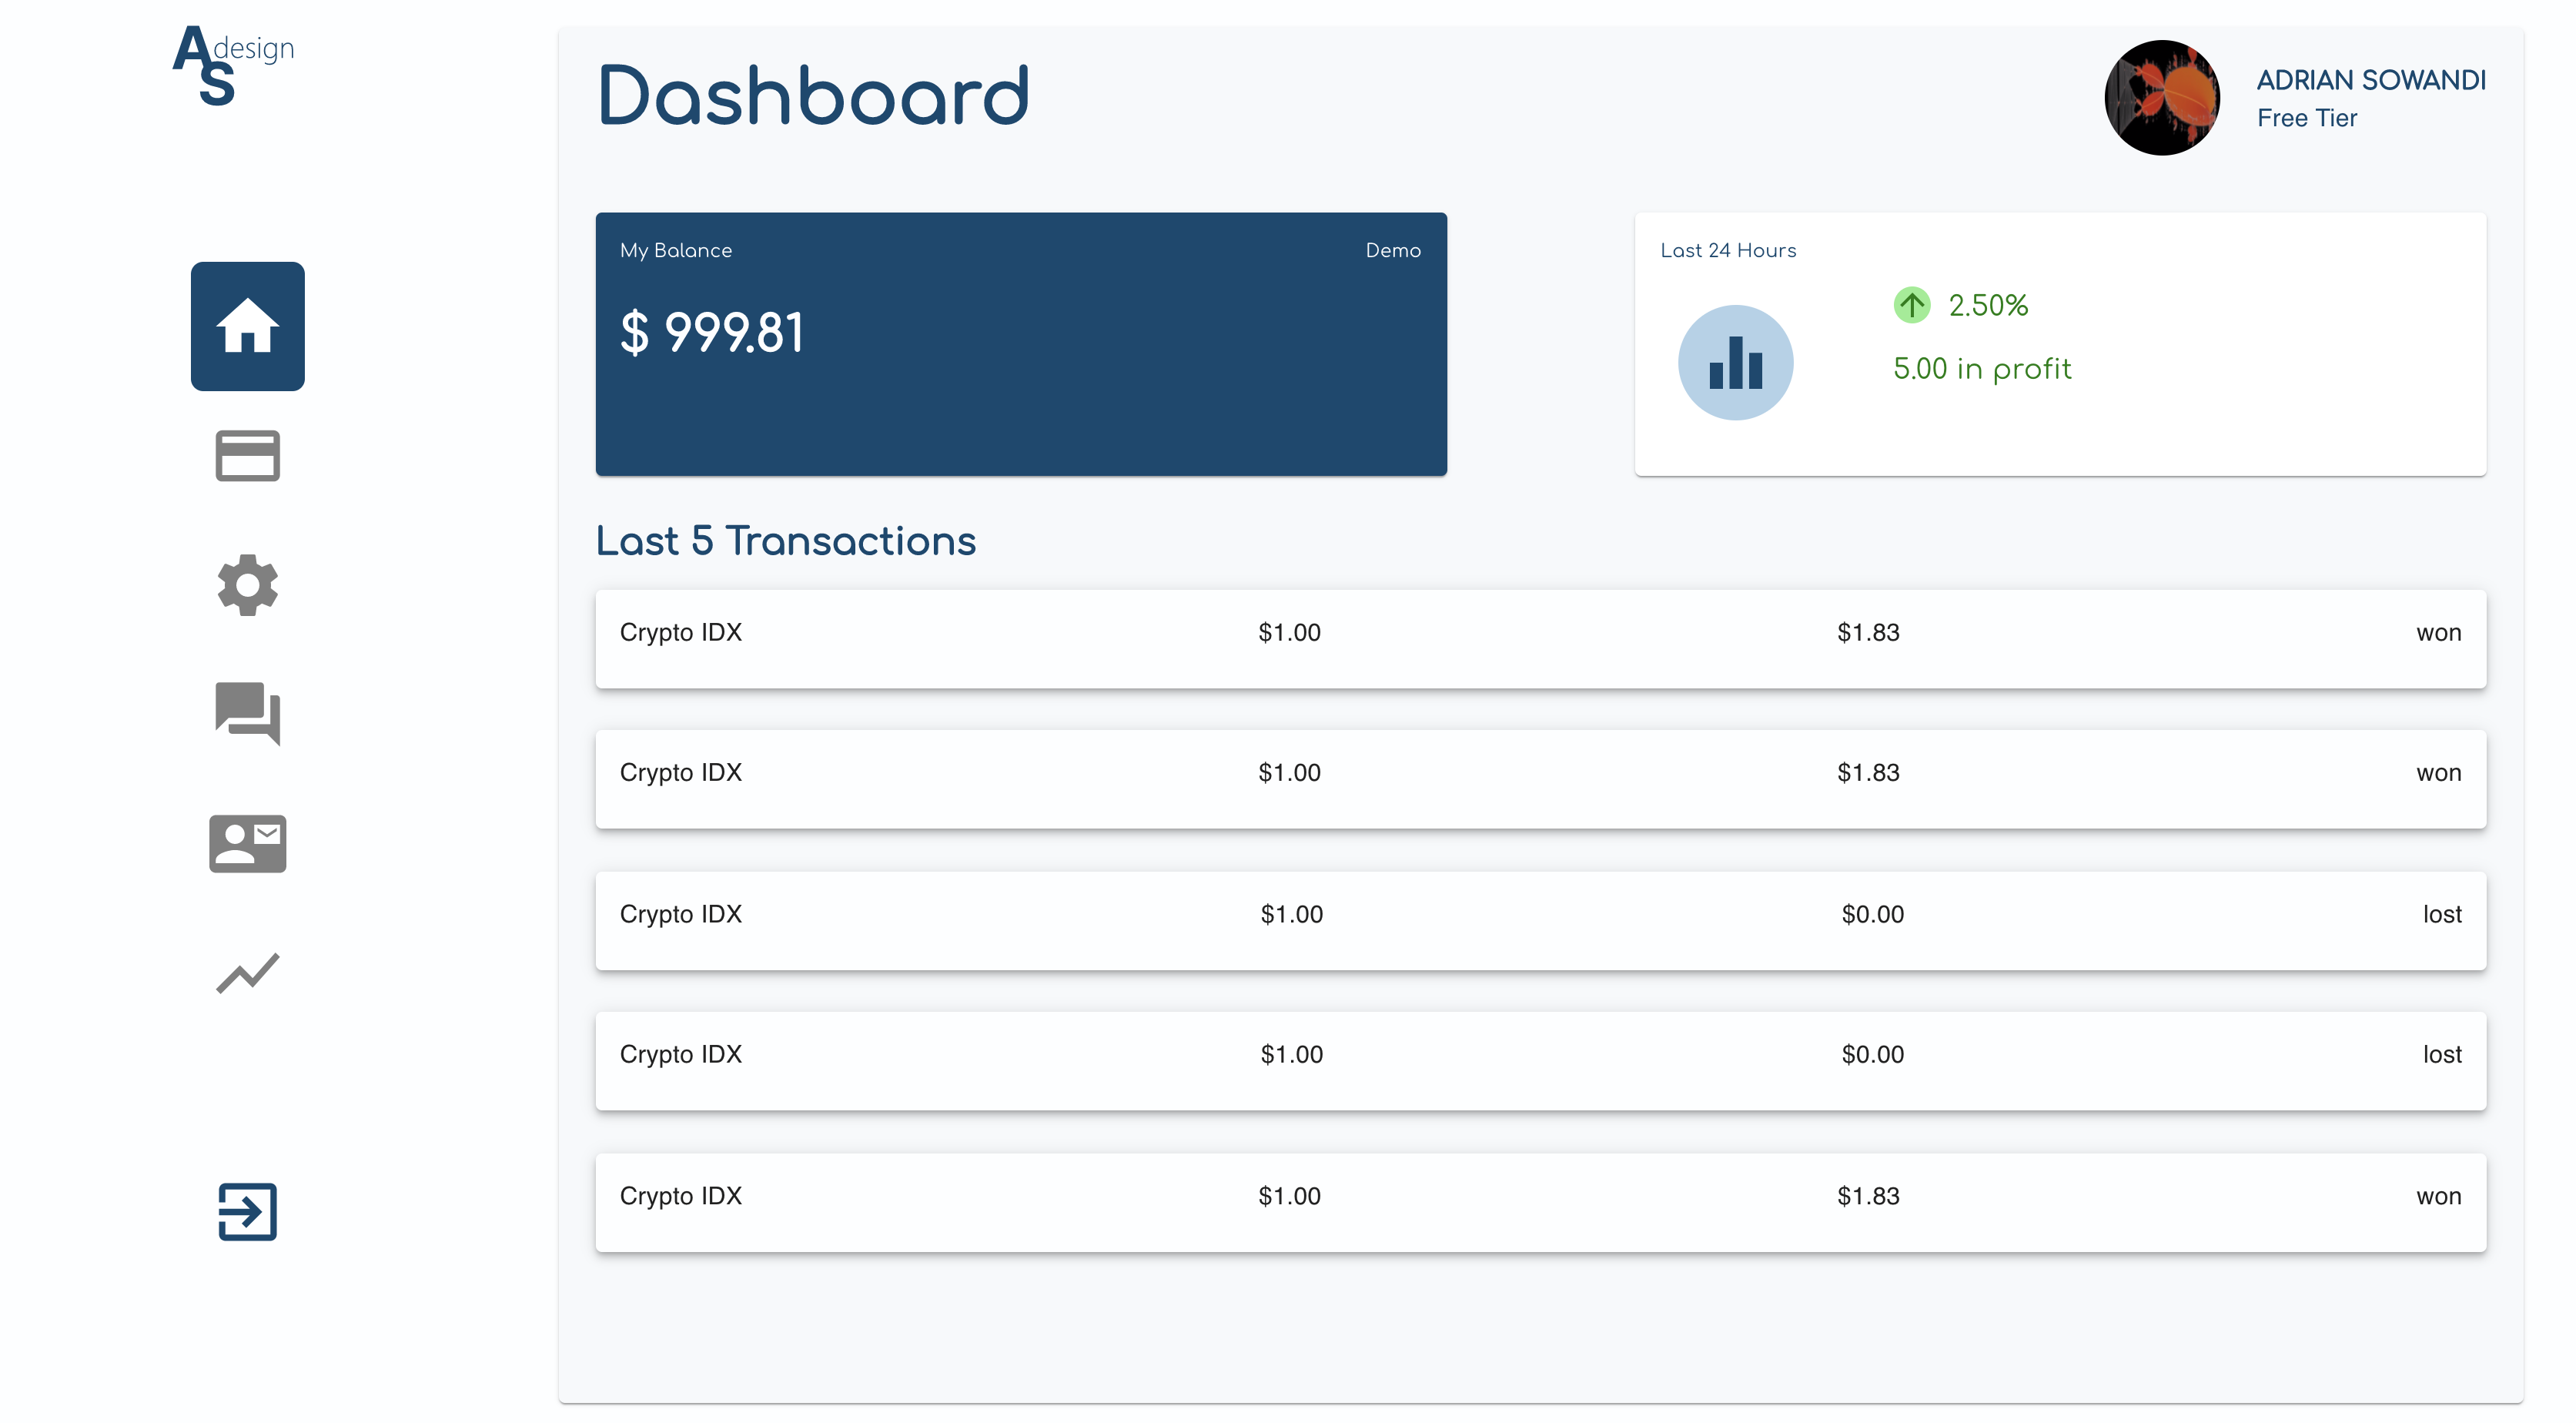 A design
S
Dashboard
ADRIAN SOWANDI
Free Tier
My Balance Demo
$ 999.81
Last 24 Hours
2.50%
5.00 in profit
Last 5 Transactions
Crypto IDX $1.00 $1.83 won
Crypto IDX $1.00 $1.83 won
Crypto IDX $1.00 $0.00 lost
Crypto IDX $1.00 $0.00 lost
Crypto IDX $1.00 $1.83 won